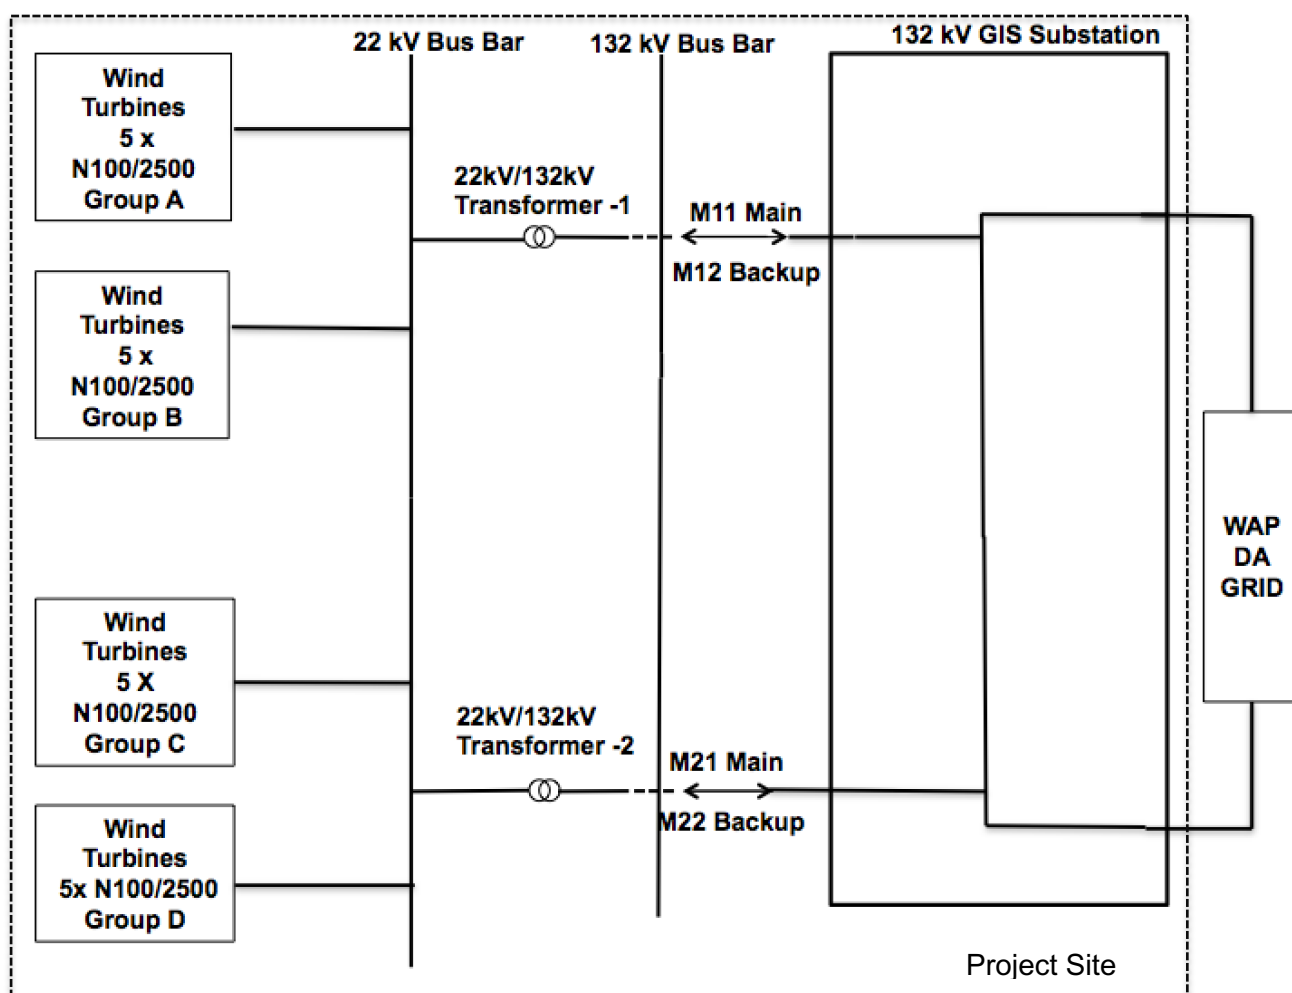 22 kV Bus Bar
132 kV Bus Bar
132 kV GIS Substation
Wind
Turbines
5 x
N100/2500
Group A
22kV/132kV
Transformer -1
M11 Main
M12 Backup
Wind
Turbines
5 x
N100/2500
Group B
WAP
DA
GRID
Wind
Turbines
5 X
N100/2500
Group C
22kV/132kV
Transformer -2
M21 Main
M22 Backup
Wind
Turbines
5x N100/2500
Group D
Project Site